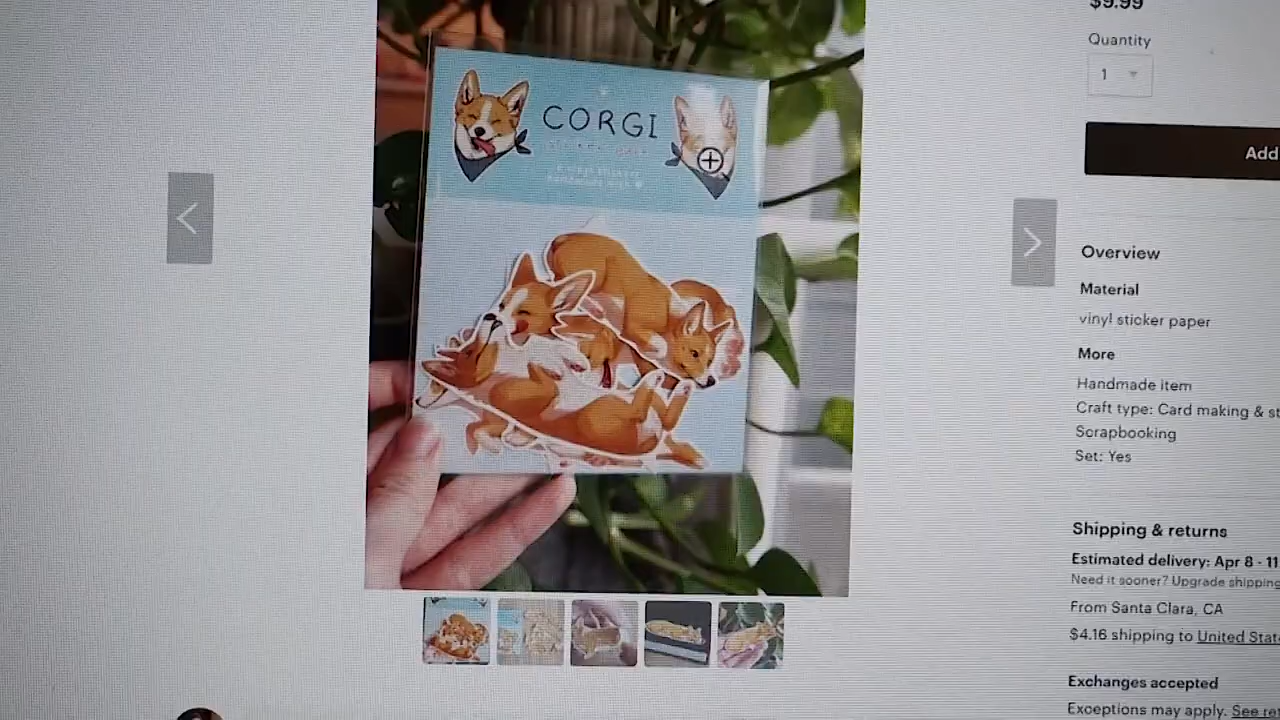 CORGI
$9.99
Quantity
1
Add
Overview
Material
vinyl sticker paper
More
Handmade item
Craft type: Card making &
Scrapbooking
Set: Yes
Shipping & returns
Estimated delivery: Apr 8 - 11
Need it sooner? Upgrade shipping
From Santa Clara, CA
$4.16 shipping to United Stat
Exchanges accepted
Exceptions may apply. See re